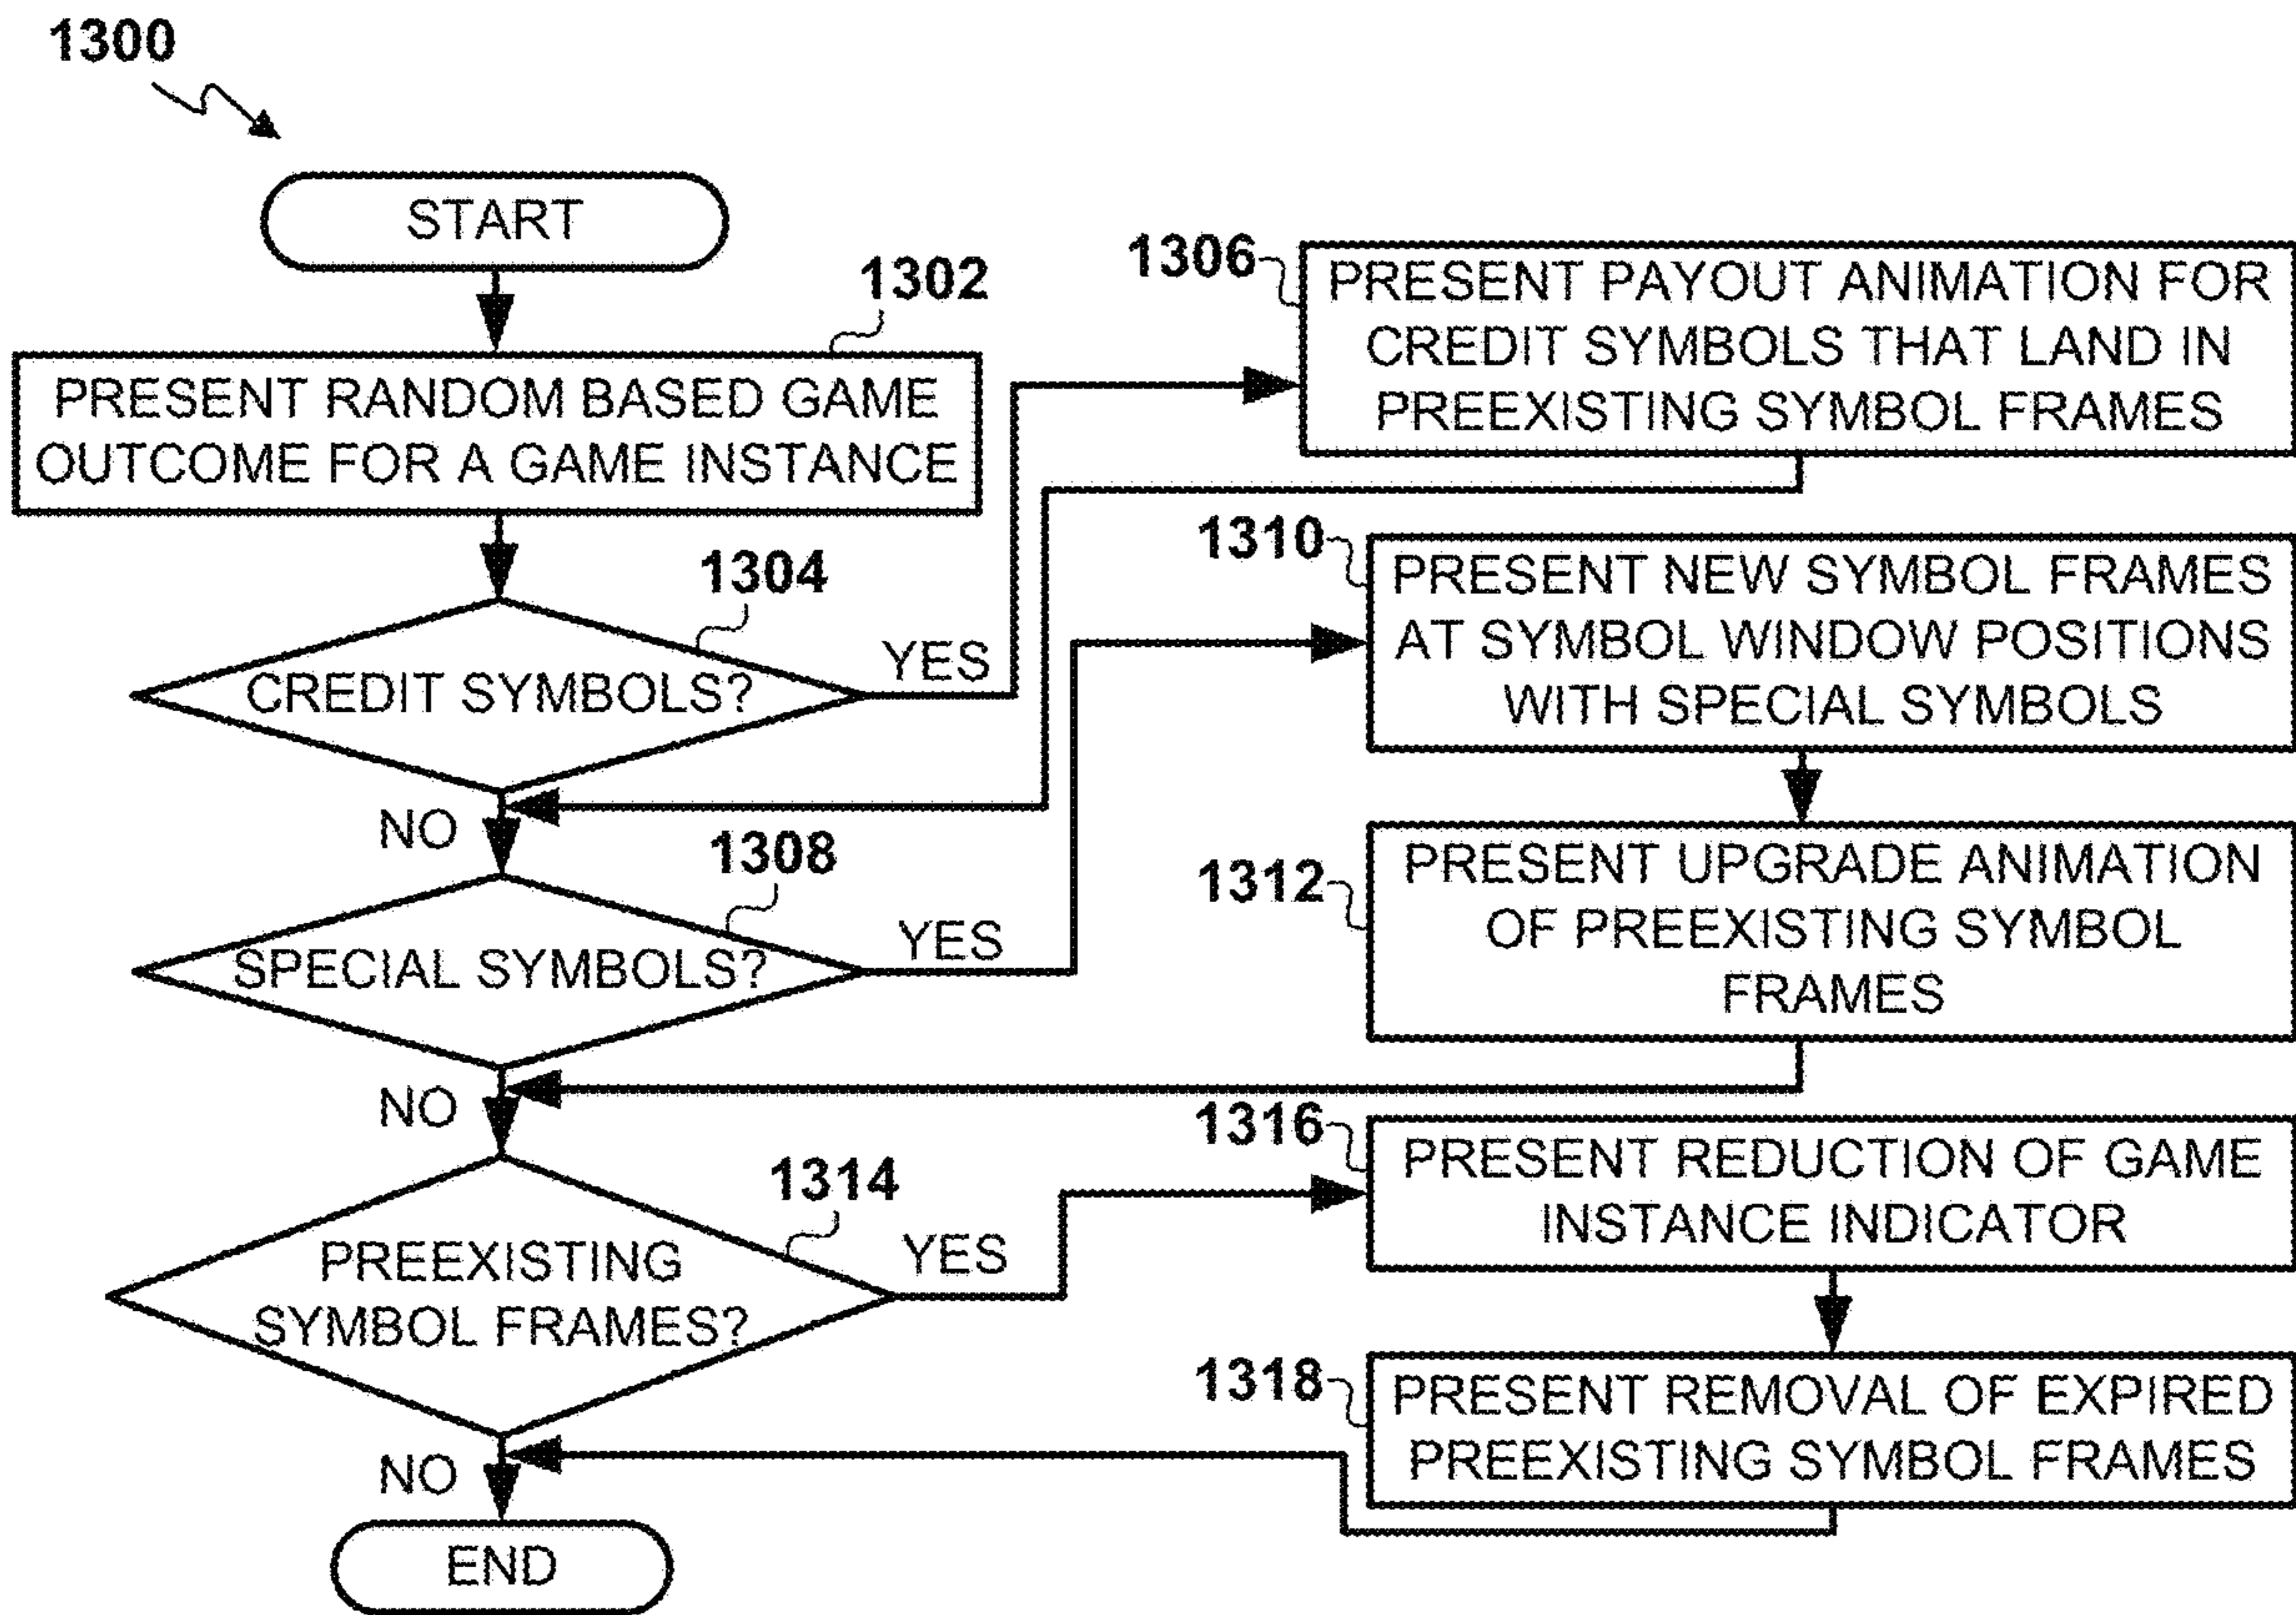 1300
START
1302
PRESENT RANDOM BASED GAME
OUTCOME FOR A GAME INSTANCE
1304
CREDIT SYMBOLS?
YES
NO
1306
PRESENT PAYOUT ANIMATION FOR
CREDIT SYMBOLS THAT LAND IN
PREEXISTING SYMBOL FRAMES
1308
SPECIAL SYMBOLS?
YES
NO
1310
PRESENT NEW SYMBOL FRAMES
AT SYMBOL WINDOW POSITIONS
WITH SPECIAL SYMBOLS
1312
PRESENT UPGRADE ANIMATION
OF PREEXISTING SYMBOL
FRAMES
1314
PREEXISTING
SYMBOL FRAMES?
YES
NO
1316
PRESENT REDUCTION OF GAME
INSTANCE INDICATOR
1318
PRESENT REMOVAL OF EXPIRED
PREEXISTING SYMBOL FRAMES
END